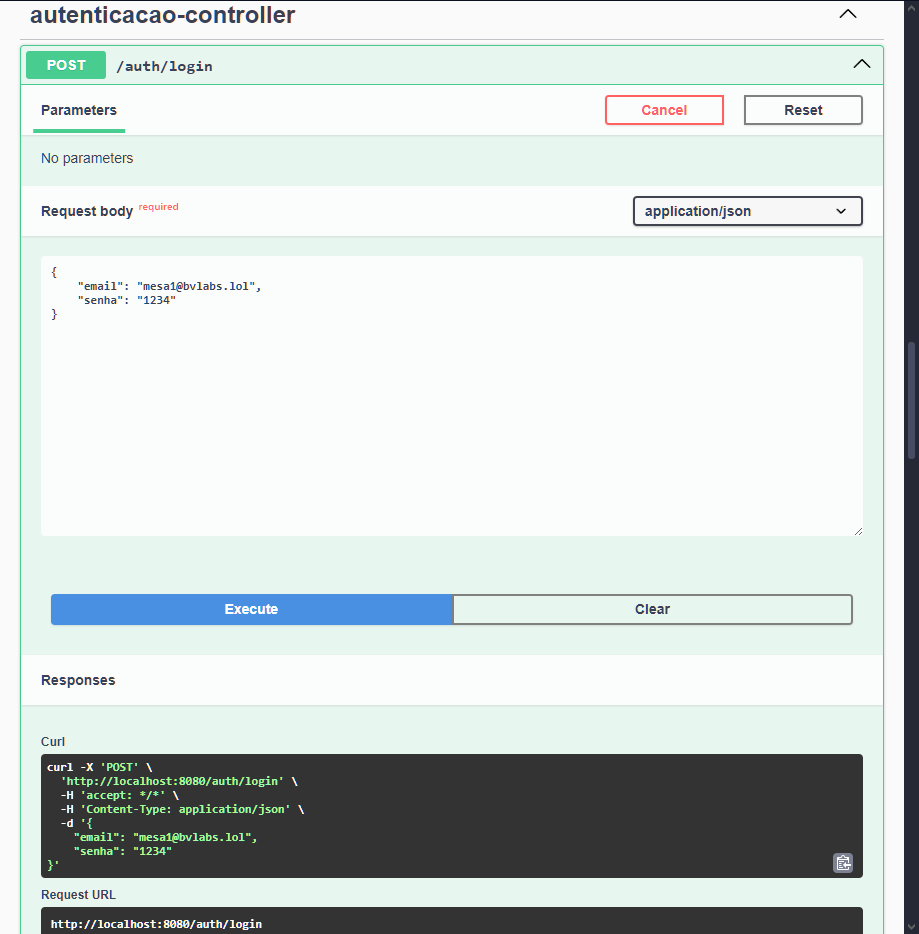 autenticacao-controller
POST /auth/login
Parameters
Cancel
Reset
No parameters
Request body required
application/json
{
    "email": "mesa1@bvlabs.lol",
    "senha": "1234"
}
Execute
Clear
Responses
Curl
curl -X 'POST' \
  'http://localhost:8080/auth/login' \
  -H 'accept: */*' \
  -H 'Content-Type: application/json' \
  -d '{
    "email": "mesa1@bvlabs.lol",
    "senha": "1234"
}'
Request URL
http://localhost:8080/auth/login